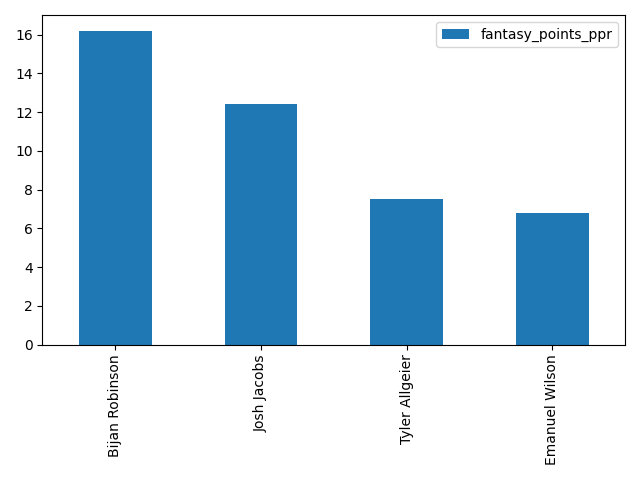 fantasy_points_ppr
16
14
12
10
8
6
4
2
0
Bijan Robinson
Josh Jacobs
Tyler Allgeier
Emanuel Wilson